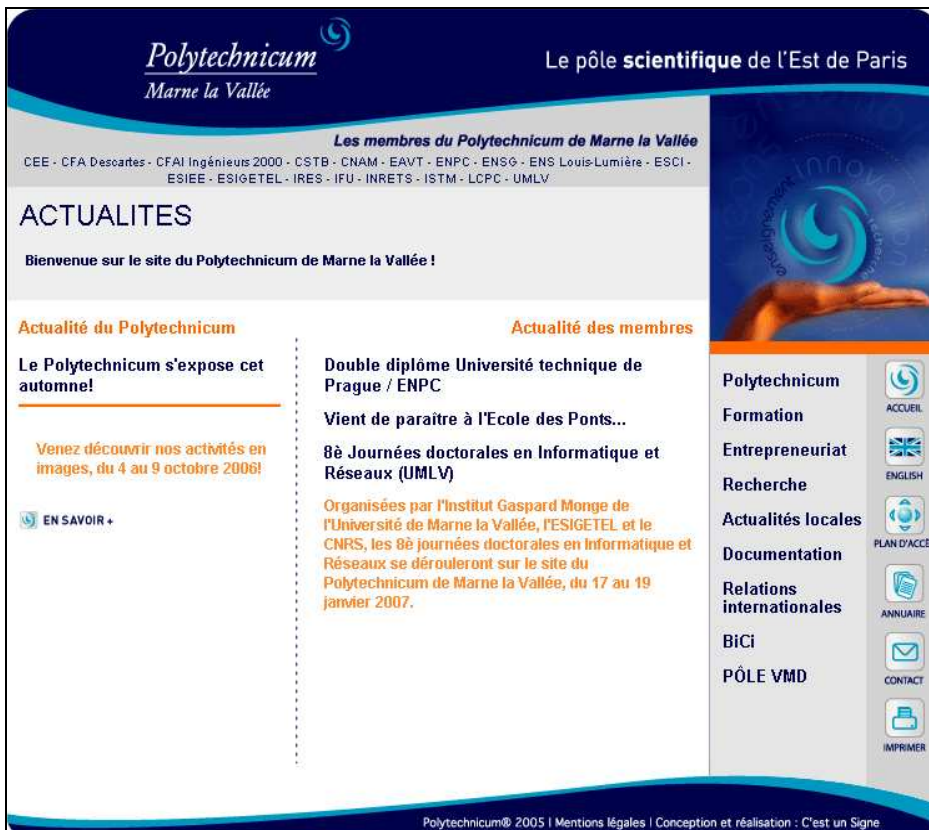 Polytechnicum
Marne la Vallée
Le pôle scientifique de l'Est de Paris
Les membres du Polytechnicum de Marne la Vallée
CEE - CFA Descartes - CFAI Ingénieurs 2000 - CSTB - CNAM - EAVT - ENPC - ENSG - ENS Louis-Lumière - ESCI -
ESIEE - ESIGETEL - IRES - IFU - INRETS - ISTM - LCPC - UMLV
ACTUALITES
Bienvenue sur le site du Polytechnicum de Marne la Vallée !
enseignement innovation recherche
Actualité du Polytechnicum
Le Polytechnicum s'expose cet
automne!
Venez découvrir nos activités en
images, du 4 au 9 octobre 2006!
EN SAVOIR +
Actualité des membres
Double diplôme Université technique de
Prague / ENPC
Vient de paraître à l'Ecole des Ponts...
8è Journées doctorales en Informatique et
Réseaux (UMLV)
Organisées par l'Institut Gaspard Monge de
l'Université de Marne la Vallée, l'ESIGETEL et le
CNRS, les 8è journées doctorales en Informatique et
Réseaux se dérouleront sur le site du
Polytechnicum de Marne la Vallée, du 17 au 19
janvier 2007.
Polytechnicum
Formation
Entrepreneuriat
Recherche
Actualités locales
Documentation
Relations
internationales
BiCi
PÔLE VMD
ACCUEIL
ENGLISH
PLAN D'ACCÈ
ANNUAIRE
CONTACT
IMPRIMER
Polytechnicum® 2005 I Mentions légales I Conception et réalisation : C'est un Signe